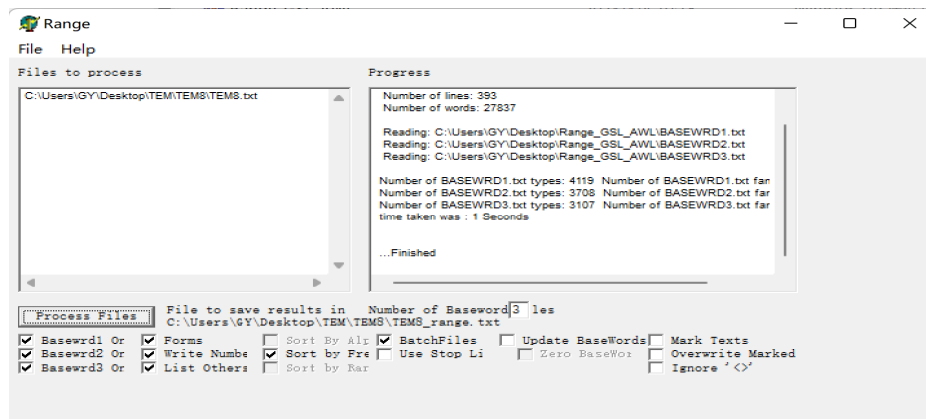 Range
File Help
Files to process
Progress
C:\Users\GY\Desktop\TEM\TEM8\TEM8.txt
Number of lines: 393
Number of words: 27837
Reading: C:\Users\GY\Desktop\Range_GSL_AWL\BASEWRD1.txt
Reading: C:\Users\GY\Desktop\Range_GSL_AWL\BASEWRD2.txt
Reading: C:\Users\GY\Desktop\Range_GSL_AWL\BASEWRD3.txt
Number of BASEWRD1.txt types: 4119 Number of BASEWRD1.txt fan
Number of BASEWRD2.txt types: 3708 Number of BASEWRD2.txt far
Number of BASEWRD3.txt types: 3107 Number of BASEWRD3.txt far
time taken was : 1 Seconds
...Finished
Process Files
File to save results in Number of Baseword 3 les
C:\Users\GY\Desktop\TEM\TEM8\TEM8_range.txt
Basewrd1 Or Forms Sort By Alp BatchFiles Update BaseWords Mark Texts
Basewrd2 Or Write Numbe Sort by Fre Use Stop Li Zero BaseWor Overwrite Marked
Basewrd3 Or List Others Sort by Rar Ignore '<>'